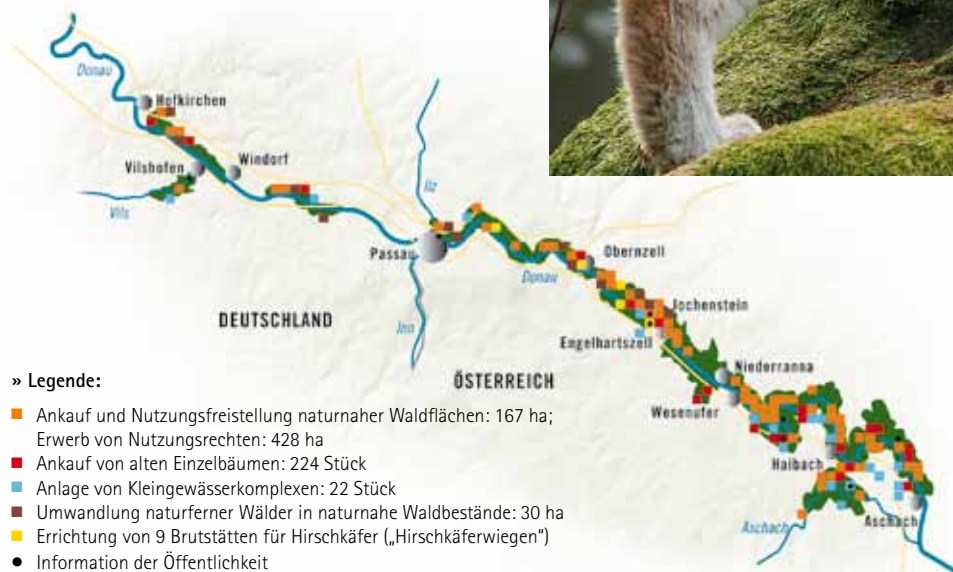 Donau
Hofkirchen
Vilshofen
Windorf
Vils
Ilz
Passau
Obernzell
Donau
Jochenstein
DEUTSCHLAND
Inn
Engelhartszell
Niederranna
ÖSTERREICH
Wesenufer
Haibach
Aschach
Aschach
» Legende:
Ankauf und Nutzungsfreistellung naturnaher Waldflächen: 167 ha;
Erwerb von Nutzungsrechten: 428 ha
Ankauf von alten Einzelbäumen: 224 Stück
Anlage von Kleingewässerkomplexen: 22 Stück
Umwandlung naturferner Wälder in naturnahe Waldbestände: 30 ha
Errichtung von 9 Brutstätten für Hirschkäfer („Hirschkäferwiegen“)
Information der Öffentlichkeit